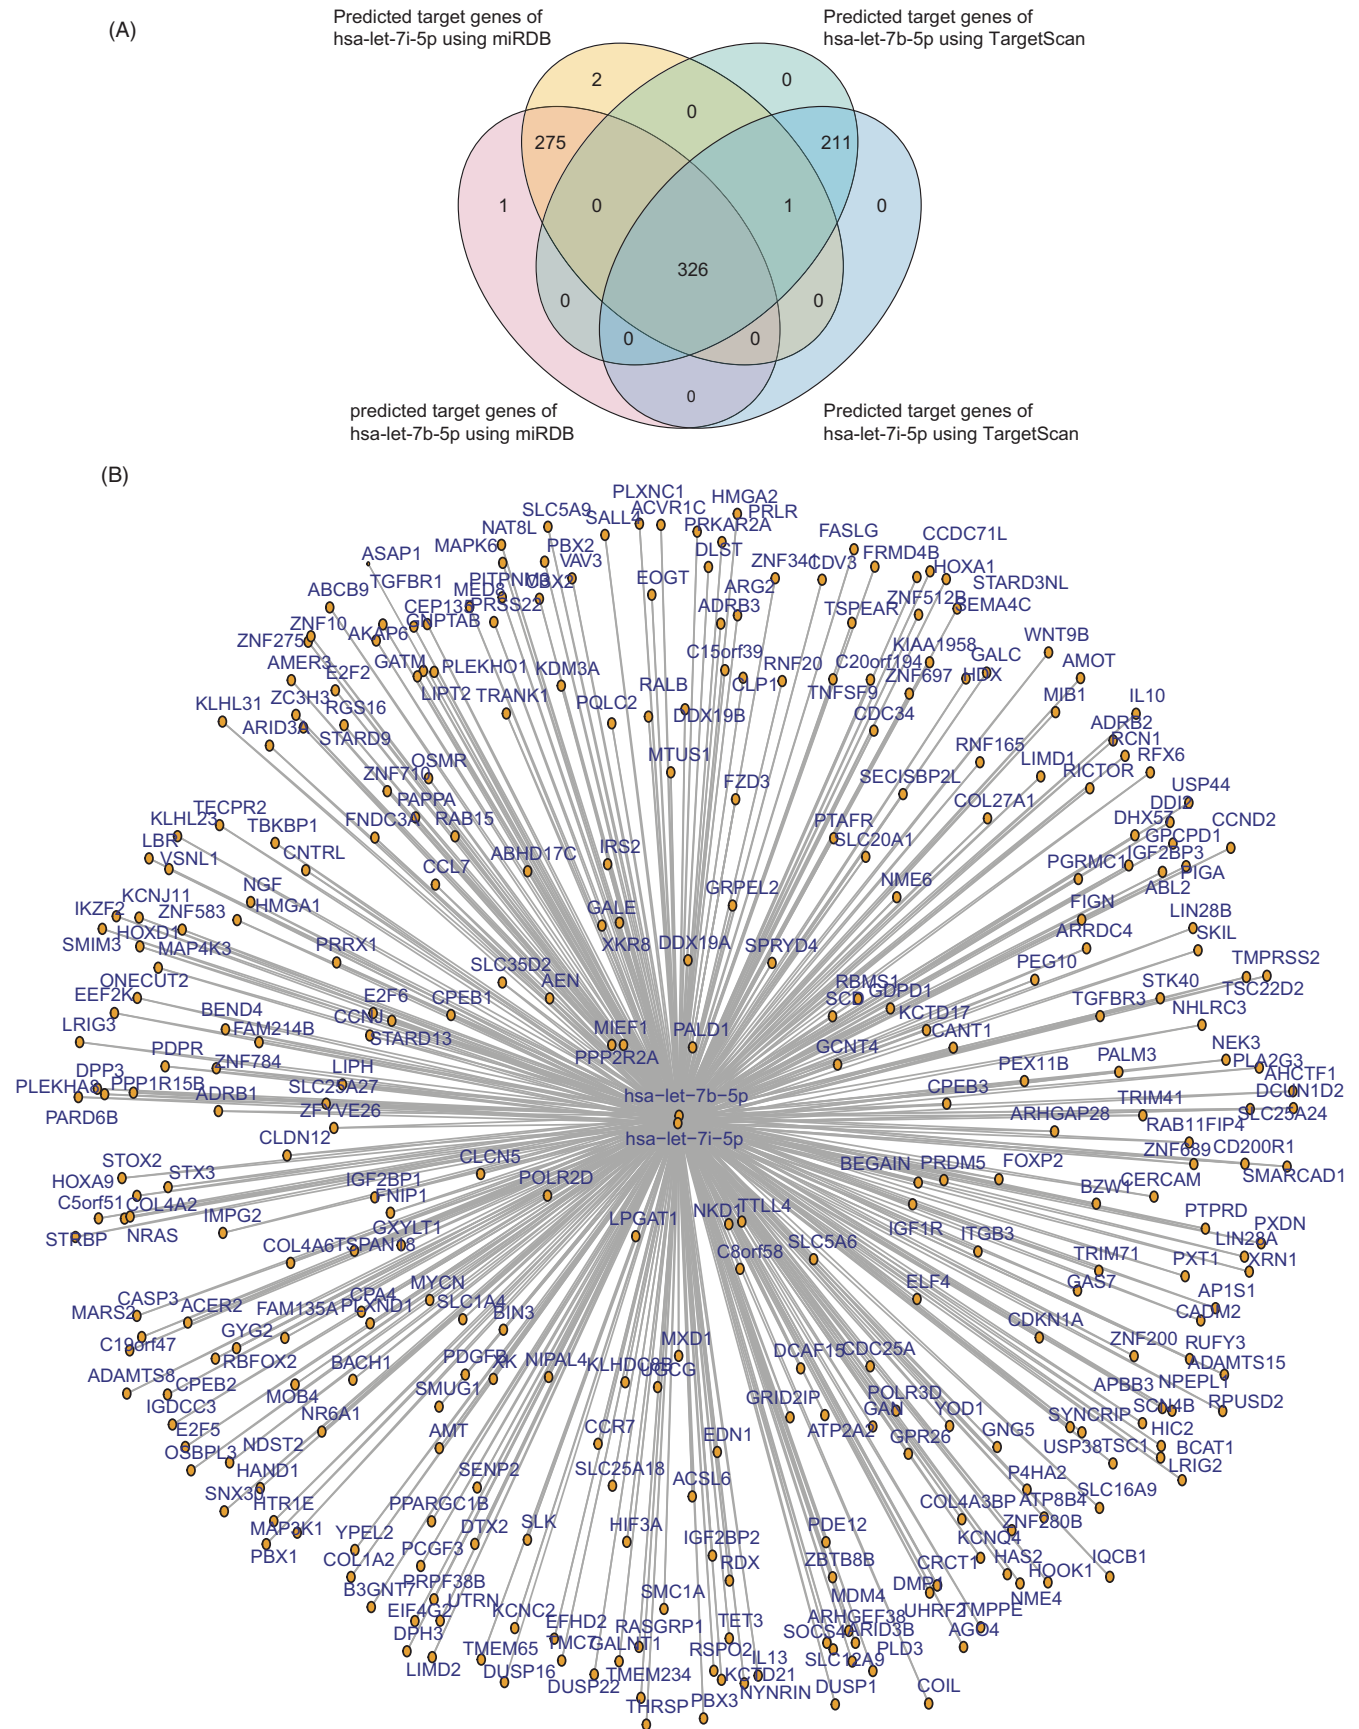 (A)
Predicted target genes of
hsa-let-7i-5p using miRDB
Predicted target genes of
hsa-let-7b-5p using TargetScan
2
0
0
275
211
1
0
1
0
326
0
0
0
0
0
predicted target genes of
hsa-let-7b-5p using miRDB
Predicted target genes of
hsa-let-7i-5p using TargetScan
(B)
PLXNC1
HMGA2
SLC5A9
SALL4
ACVR1C
PRLR
NAT8L
PRKAR2A
FASLG
CCDC71L
MAPK6
PBX2
DLST
FRMD4B
ASAP1
VAV3
ZNF341
CDV3
HOXA1
TGFBR1
PITPNM3
CBX2
EOGT
ARG2
STARD3NL
ABCB9
MED8
ZNF512B
CEP135
PRSS22
ADRB3
TSPEAR
SEMA4C
ZNF10
GNPTAB
ZNF275
AKAP6
WNT9B
KIAA1958
C15orf39
GALC
AMER3
GATM
PLEKHO1
KDM3A
RNF20
C20orf194
AMOT
E2F2
RALB
CLP1
ZNF697
HDX
KLHL31
ZC3H3
LIPT2
TRANK1
TNFSF9
MIB1
IL10
RGS16
PQLC2
DDX19B
CDC34
ADRB2
ARID3A
STARD9
RCN1
RNF165
MTUS1
LIMD1
RFX6
OSMR
RICTOR
ZNF710
FZD3
SECISBP2L
USP44
PAPPA
COL27A1
DDI2
TECPR2
KLHL23
TBKBP1
FNDC3A
RAB15
PTAFR
DHX57
CCND2
LBR
SLC20A1
GPCPD1
VSNL1
CNTRL
ABHD17C
IRS2
IGF2BP3
CCL7
PGRMC1
PIGA
NME6
ABL2
NGF
GRPEL2
KCNJ11
IKZF2
ZNF583
HMGA1
GALE
FIGN
LIN28B
HOXD1
ARRDC4
SKIL
SMIM3
MAP4K3
PRRX1
XKR8
DDX19A
SPRYD4
TMPRSS2
SLC35D2
PEG10
ONECUT2
AEN
RBMS1
STK40
TSC22D2
EEF2K
E2F6
CPEB1
SCD
GDPD1
TGFBR3
NHLRC3
BEND4
CCNJ
KCTD17
LRIG3
FAM214B
STARD13
MIEF1
PALD1
CANT1
NEK3
PDPR
PPP2R2A
GCNT4
PEX11B
PALM3
PLA2G3
DPP3
ZNF784
LIPH
AHCTF1
PLEKHA8
PPP1R15B
SLC25A27
hsa−let−7b−5p
CPEB3
DCUN1D2
ADRB1
TRIM41
PARD6B
ZFYVE26
ARHGAP28
SLC25A24
RAB11FIP4
CLDN12
hsa−let−7i−5p
ZNF689
CD200R1
STOX2
STX3
CLCN5
BEGAIN
PRDM5
FOXP2
SMARCAD1
HOXA9
IGF2BP1
POLR2D
CERCAM
C5orf51
COL4A2
FNIP1
BZW1
IMPG2
LPGAT1
NKD1
TTLL4
PTPRD
STRBP
NRAS
GXYLT1
IGF1R
PXDN
COL4A6
TSPAN18
C8orf58
SLC5A6
ITGB3
LIN28A
TRIM71
PXT1
XRN1
MYCN
ELF4
GAS7
CASP3
CPA4
AP1S1
MARS2
ACER2
FAM135A
PLXND1
SLC1A4
CADM2
BIN3
CDKN1A
GYG2
C19orf47
MXD1
ZNF200
RUFY3
RBFOX2
BACH1
PDGFB
XK
NIPAL4
KLHDC8B
UGCG
DCAF15
CDC25A
ADAMTS15
ADAMTS8
CPEB2
MOB4
SMUG1
GRID2IP
POLR3D
APBB3
NPEPL1
IGDCC3
NR6A1
GAN
YOD1
SCN4B
RPUSD2
E2F5
AMT
CCR7
EDN1
ATP2A2
GNG5
SYNCRIP
HIC2
OSBPL3
NDST2
GPR26
USP38
TSC1
BCAT1
HAND1
SENP2
SLC25A18
ACSL6
P4HA2
LRIG2
SNX30
SLC16A9
HTR1E
PPARGC1B
COL4A3BP
ATP8B4
MAP3K1
YPEL2
DTX2
SLK
HIF3A
IGF2BP2
PDE12
KCNQ4
ZNF280B
PBX1
COL1A2
PCGF3
RDX
ZBTB8B
CRCT1
HAS2
IQCB1
B3GNT7
PRPF38B
SMC1A
MDM4
DMP1
HOOK1
UTRN
NME4
EIF4G2
KCNC2
EFHD2
RASGRP1
TET3
ARHGEF38
UHRF2
TMPPE
DPH3
TMC7
GALNT1
SOCS4
ARID3B
AGO4
TMEM65
RSPO2
IL13
PLD3
LIMD2
DUSP16
TMEM234
KCTD21
SLC12A9
DUSP22
NYNRIN
DUSP1
COIL
THRSP
PBX3